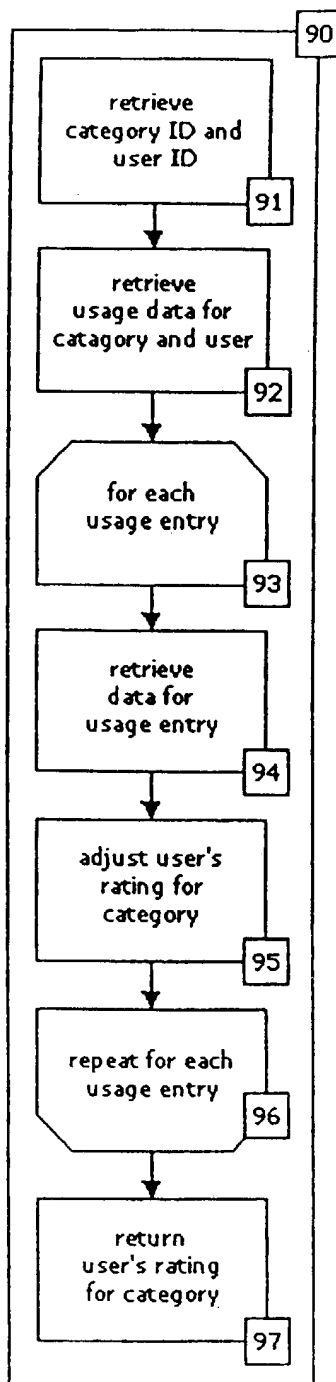 90
retrieve
category ID and
user ID
91
retrieve
usage data for
catagory and user
92
for each
usage entry
93
retrieve
data for
usage entry
94
adjust user's
rating for
category
95
repeat for each
usage entry
96
return
user's rating
for category
97